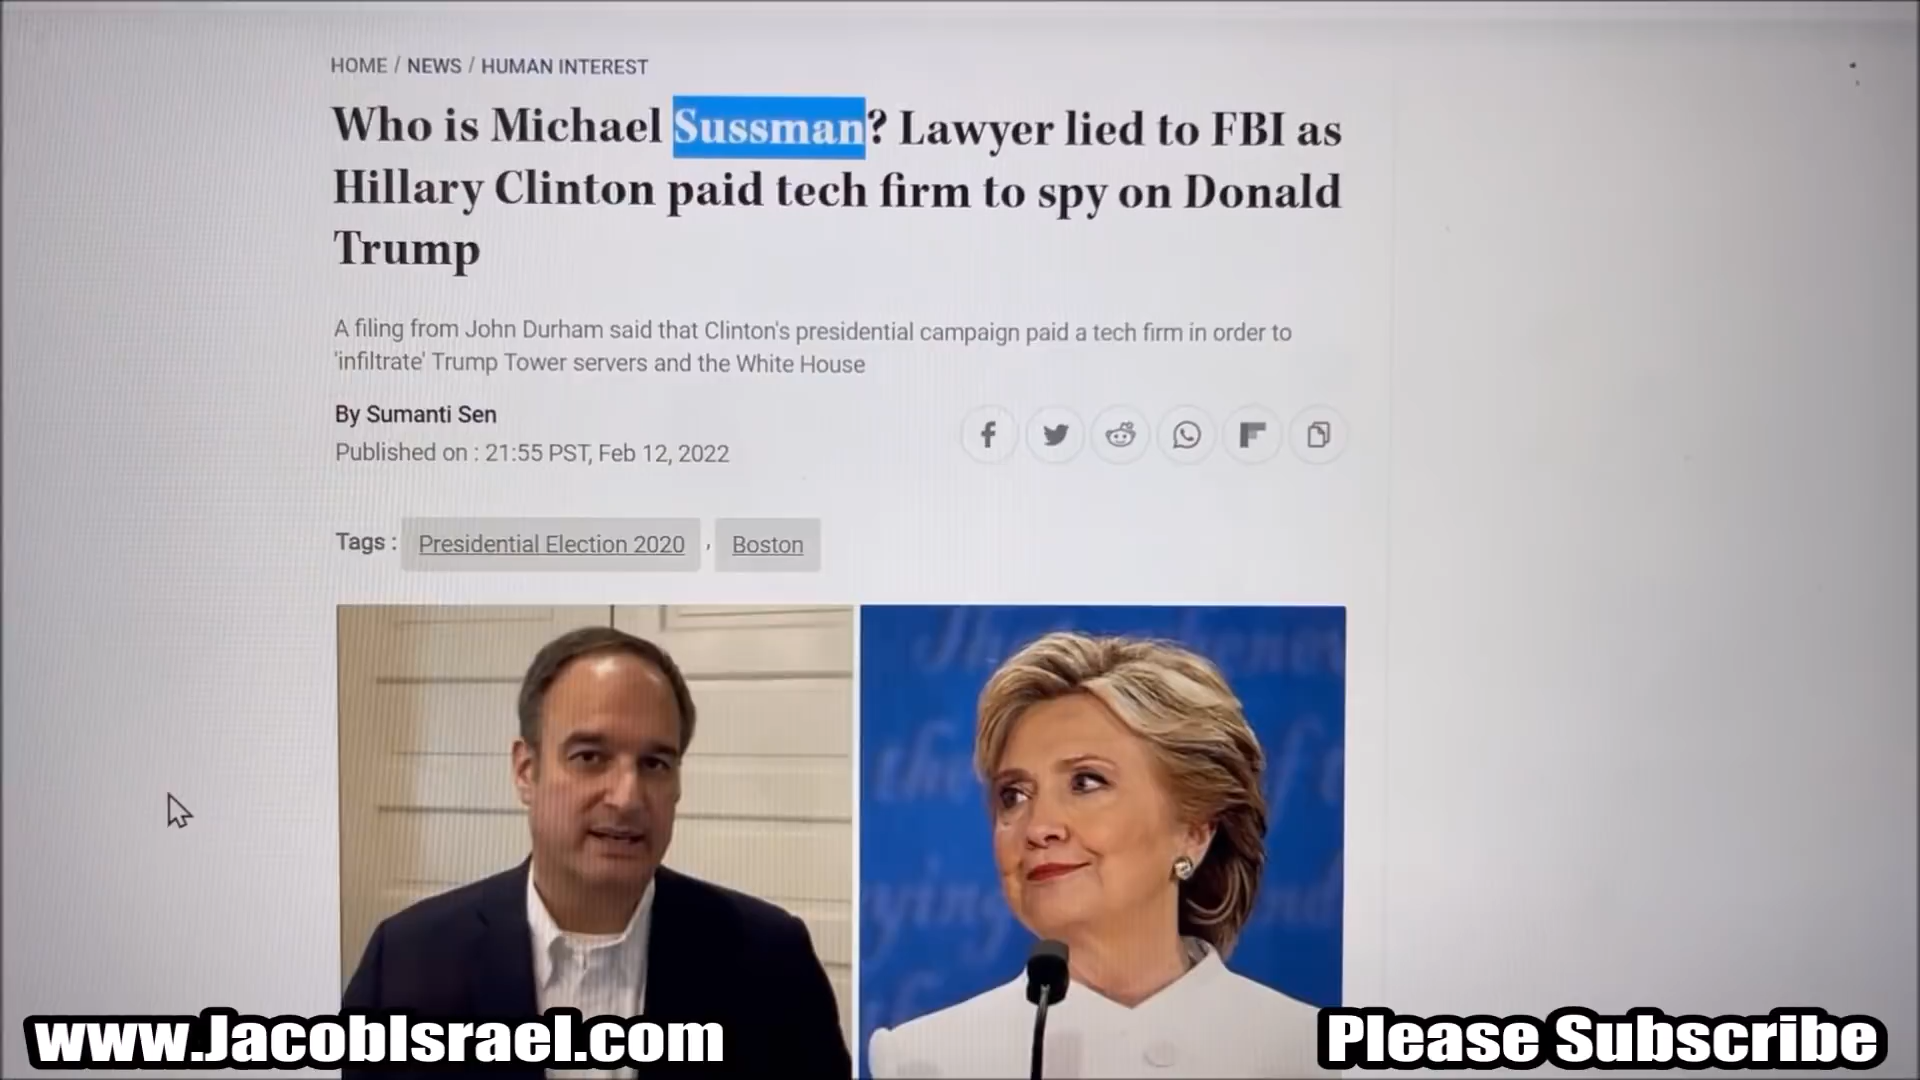 HOME / NEWS / HUMAN INTEREST
Who is Michael Sussman? Lawyer lied to FBI as
Hillary Clinton paid tech firm to spy on Donald
Trump
A filing from John Durham said that Clinton's presidential campaign paid a tech firm in order to
'infiltrate' Trump Tower servers and the White House
By Sumanti Sen
Published on : 21:55 PST, Feb 12, 2022
Tags : Presidential Election 2020 , Boston
www.JacobIsrael.com
Please Subscribe